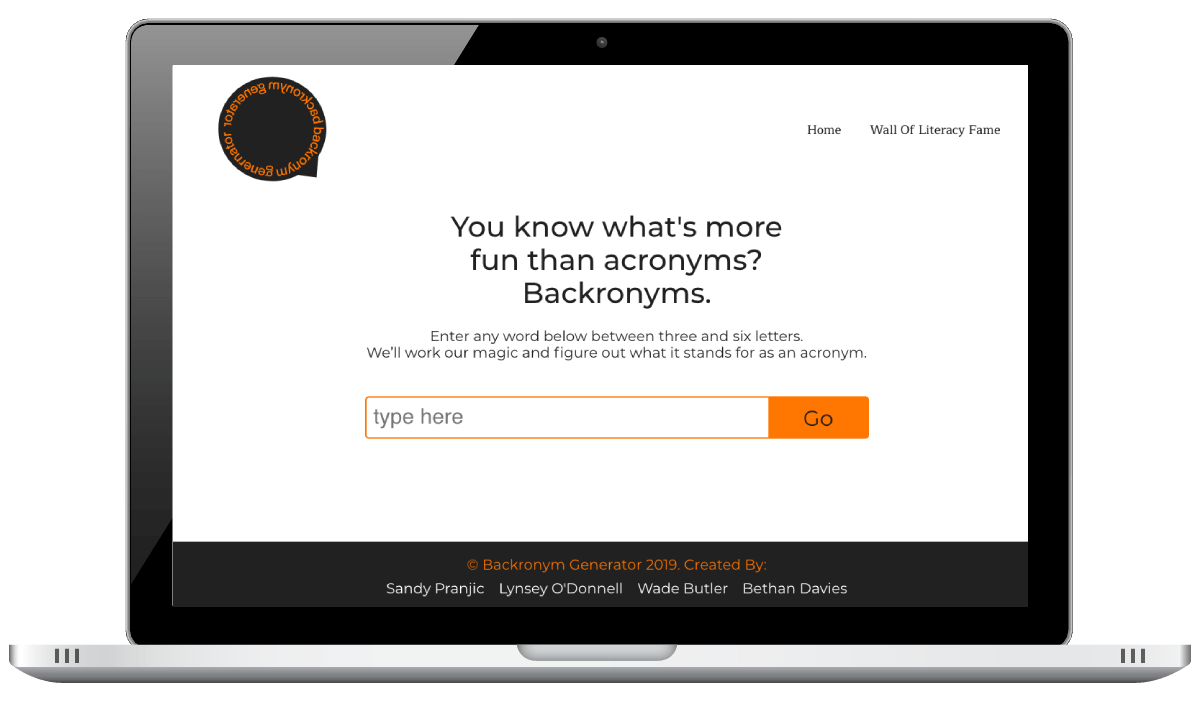 backronym generator backronym genernator
Home Wall Of Literacy Fame
You know what's more
fun than acronyms?
Backronyms.
Enter any word below between three and six letters.
We’ll work our magic and figure out what it stands for as an acronym.
type here Go
© Backronym Generator 2019. Created By:
Sandy Pranjic Lynsey O'Donnell Wade Butler Bethan Davies